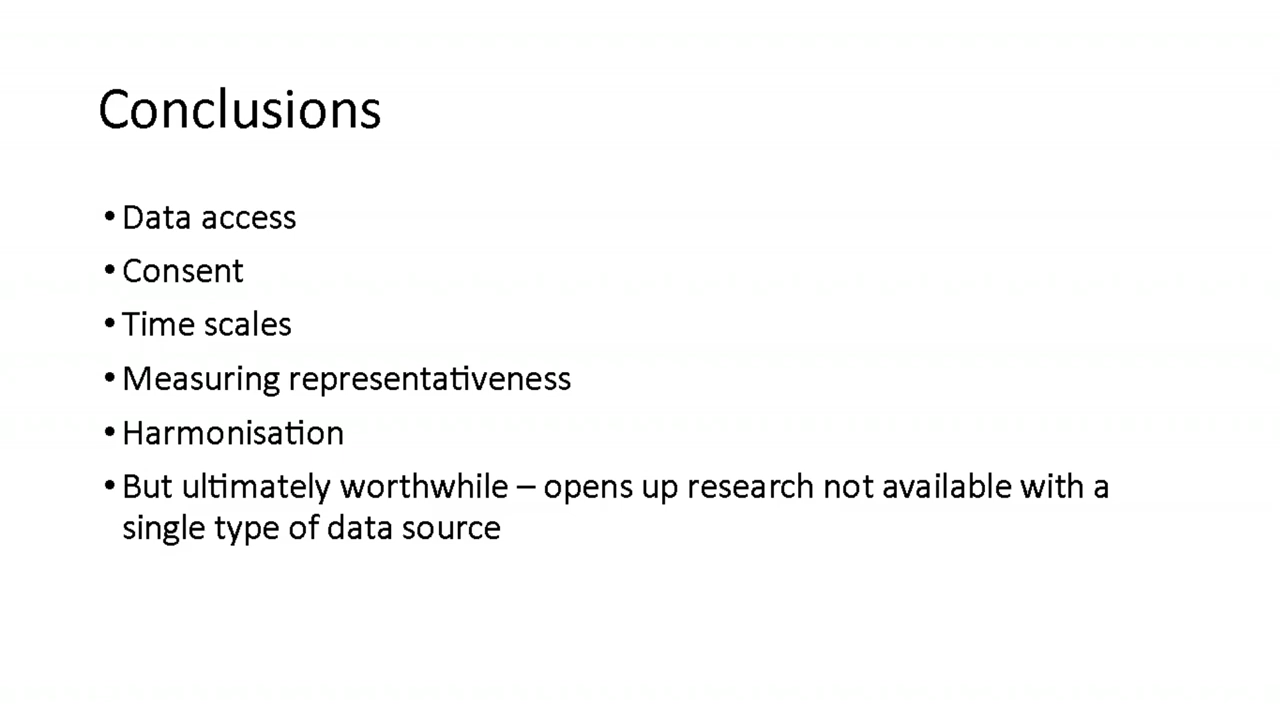 Conclusions
• Data access
• Consent
• Time scales
• Measuring representativeness
• Harmonisation
• But ultimately worthwhile – opens up research not available with a
single type of data source